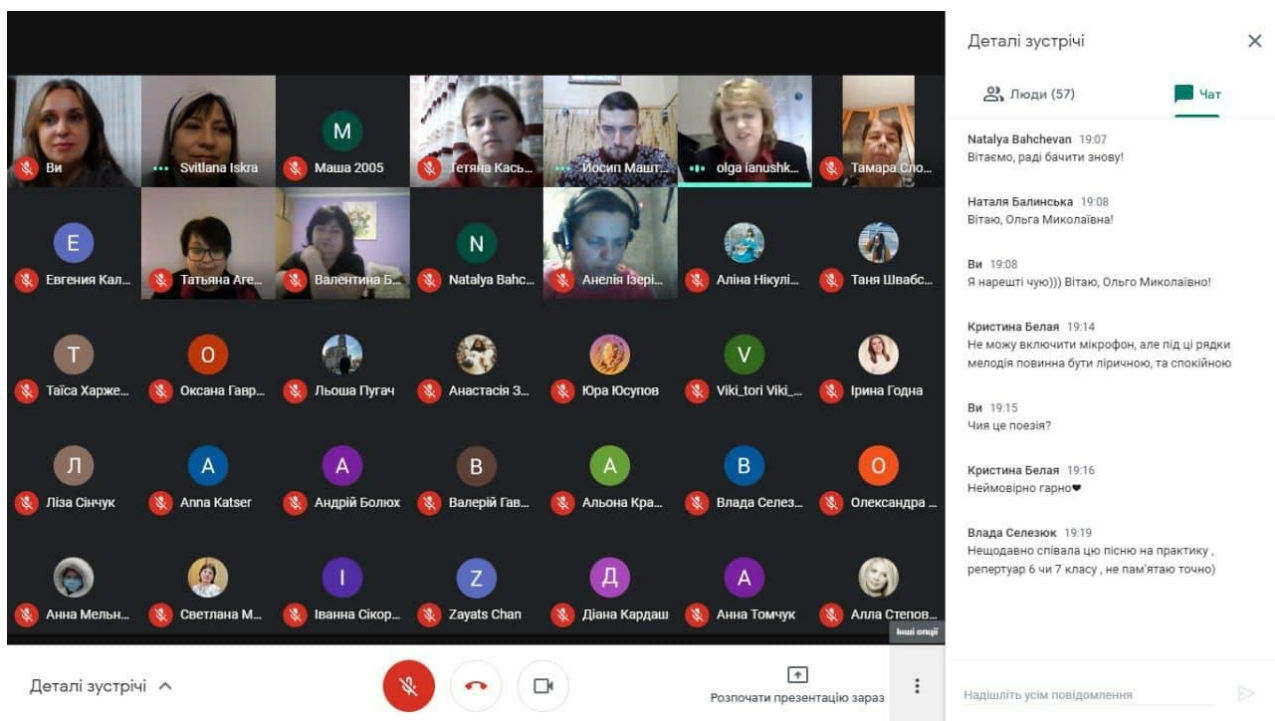 Ви
Svitlana Iskra
М
Маша 2005
Тетяна Кась...
Йосип Машт...
olga ianushk...
Тамара Сло...
Е
Евгения Кал...
Татьяна Аге...
Валентина Б...
N
Natalya Bahc...
Анелія Ізері...
Аліна Нікулі...
Таня Швабс...
Т
Таїса Харже...
О
Оксана Гавр...
Льоша Пугач
Анастасія З...
Юра Юсупов
V
Viki_tori Viki_...
Ірина Годна
Л
Ліза Сінчук
A
Anna Katser
А
Андрій Болюх
В
Валерій Гав...
А
Альона Кра...
В
Влада Селез...
О
Олександра ...
Анна Мельн...
Светлана М...
І
Іванна Сікор...
Z
Zayats Chan
Д
Діана Кардаш
А
Анна Томчук
Алла Степов...
Інші опції
Деталі зустрічі
Розпочати презентацію зараз
Деталі зустрічі
Люди (57)
Чат
Natalya Bahchevan 19:07
Вітаємо, раді бачити знову!
Наталя Балинська 19:08
Вітаю, Ольга Миколаївна!
Ви 19:08
Я нарешті чую))) Вітаю, Ольго Миколаївно!
Кристина Белая 19:14
Не можу включити мікрофон, але під ці рядки
мелодія повинна бути ліричною, та спокійною
Ви 19:15
Чия це поезія?
Кристина Белая 19:16
Неймовірно гарно❤
Влада Селезюк 19:19
Нещодавно співала цю пісню на практику ,
репертуар 6 чи 7 класу , не пам'ятаю точно)
Надішліть усім повідомлення